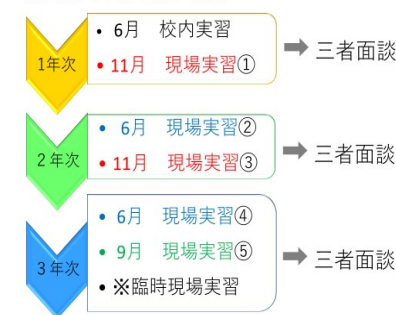 1年次
• 6月 校内実習
• 11月 現場実習①
三者面談
2年次
• 6月 現場実習②
• 11月 現場実習③
三者面談
3年次
• 6月 現場実習④
• 9月 現場実習⑤
• ※臨時現場実習
三者面談